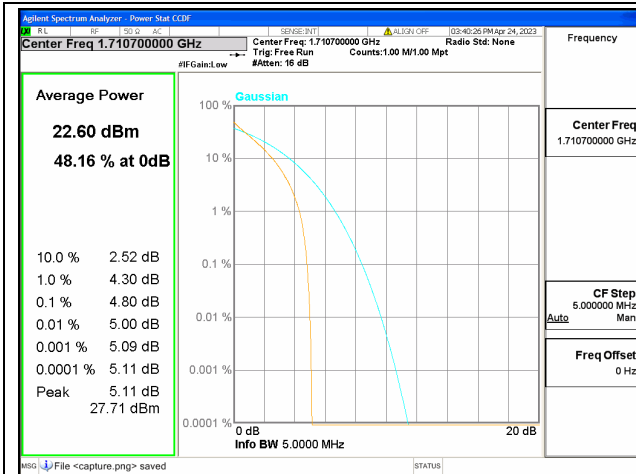 Agilent Spectrum Analyzer - Power Stat CCDF
RL RF 50 Ω AC SENSE:INT ALIGN OFF 03:40:26 PM Apr 24, 2023
Center Freq 1.710700000 GHz
Center Freq: 1.710700000 GHz Radio Std: None
Trig: Free Run Counts:1.00 M/1.00 Mpt
#IFGain:Low #Atten: 16 dB
Frequency
Average Power
22.60 dBm
48.16 % at 0dB
10.0 % 2.52 dB
1.0 % 4.30 dB
0.1 % 4.80 dB
0.01 % 5.00 dB
0.001 % 5.09 dB
0.0001 % 5.11 dB
Peak 5.11 dB
27.71 dBm
Gaussian
100 %
10 %
1 %
0.1 %
0.01 %
0.001 %
0.0001 %
0 dB 20 dB
Info BW 5.0000 MHz
Center Freq
1.710700000 GHz
CF Step
5.000000 MHz
Auto Man
Freq Offset
0 Hz
MSG File <capture.png> saved STATUS